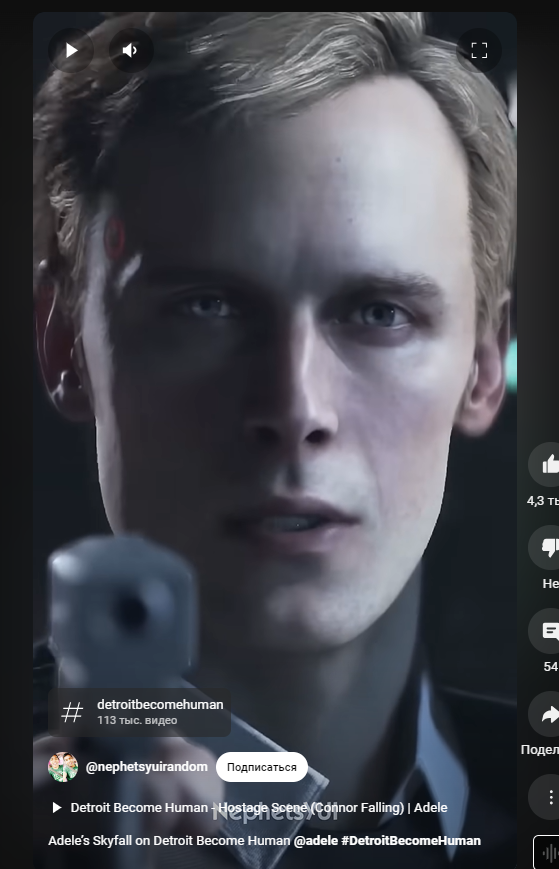 4,3 ть
Не
54
Подел
detroitbecomehuman
113 тыс. видео
@nephetsyuirandom
Подписаться
Detroit Become Human - Hostage Scene (Connor Falling) | Adele
Adele's Skyfall on Detroit Become Human @adele #DetroitBecomeHuman